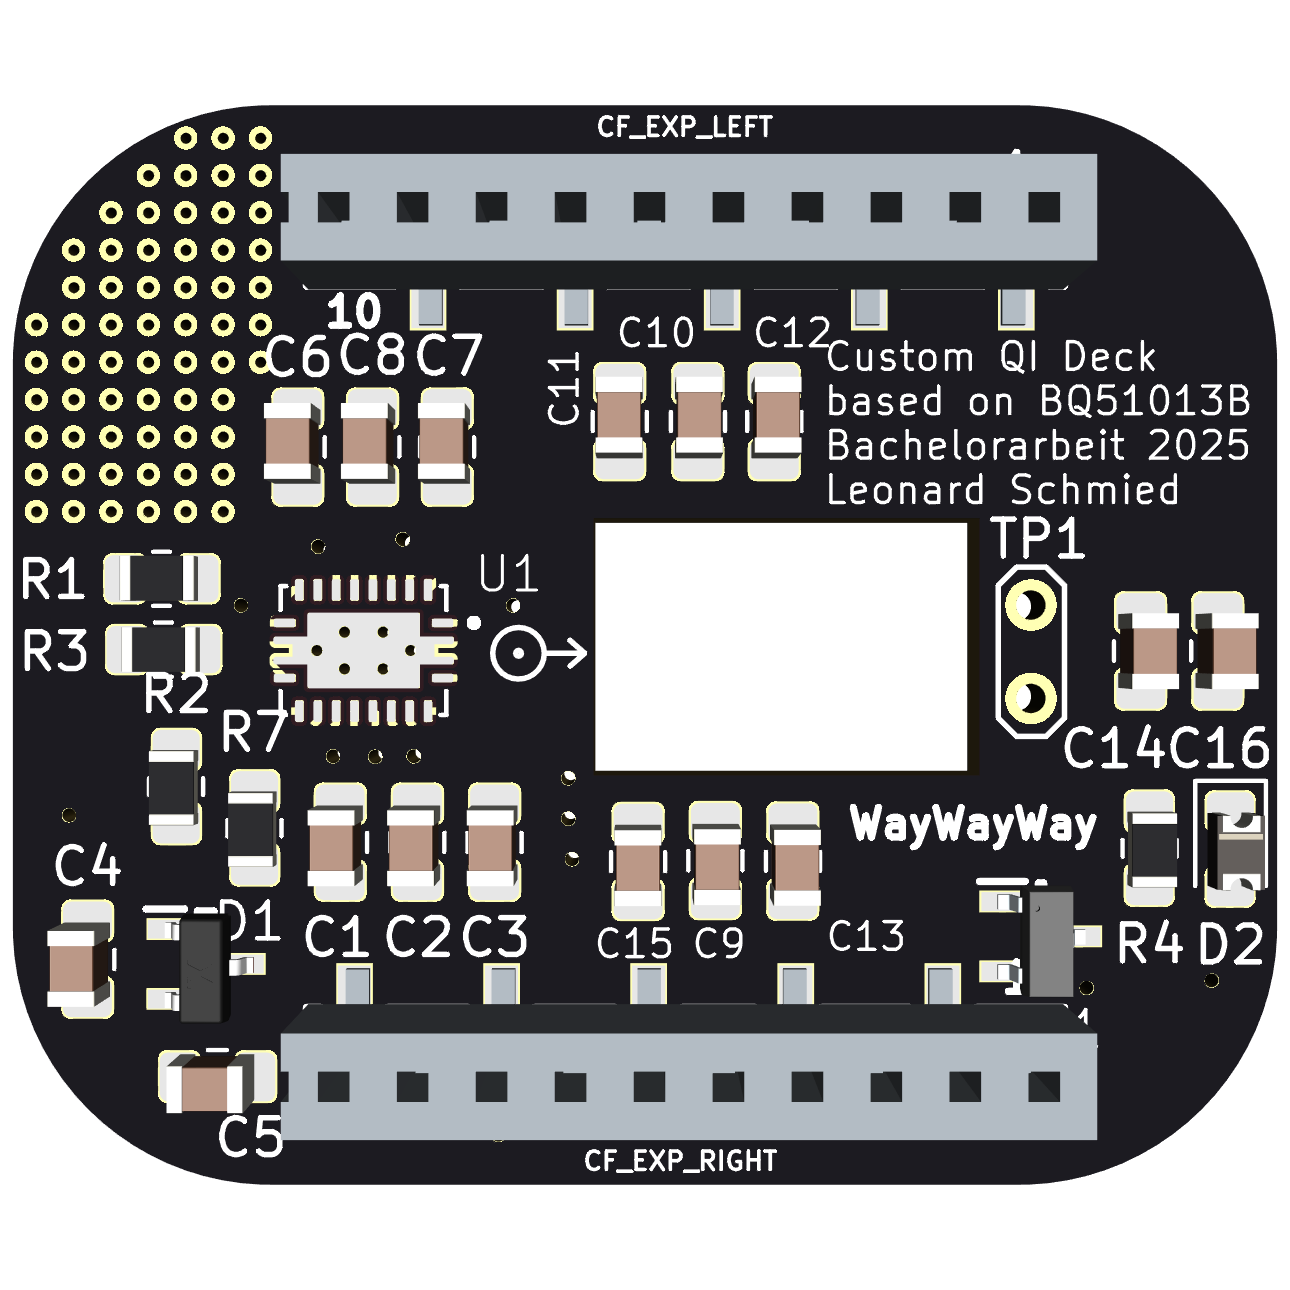 CF_EXP_LEFT
10
C6 C8 C7
C11
C10
C12
Custom QI Deck
based on BQ51013B
Bachelorarbeit 2025
Leonard Schmied
TP1
R1
U1
R3
R2
R7
C14 C16
WayWayWay
C4
D1
C1 C2 C3
C15 C9 C13
R4 D2
1
C5
CF_EXP_RIGHT